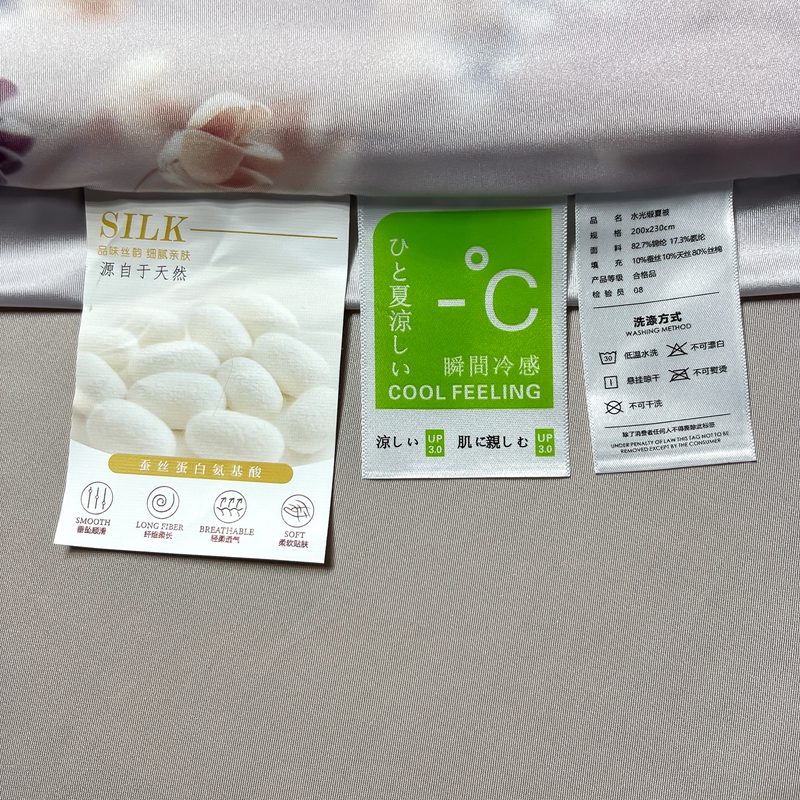 SILK
品味丝韵 细腻亲肤
源自于天然
蚕丝蛋白氨基酸
SMOOTH
垂坠顺滑
LONG FIBER
纤维柔长
BREATHABLE
轻柔透气
SOFT
柔软贴肤
ひと夏涼しい
-°C
瞬間冷感
COOL FEELING
涼しい UP 3.0 肌に親しむ UP 3.0
品 名 水光缎夏被
规 格 200x230cm
面 料 82.7%锦纶 17.3%氨纶
填 充 10%蚕丝10%天丝80%丝棉
产品等级 合格品
检 验 员 08
洗涤方式
WASHING METHOD
30 低温水洗 不可漂白
悬挂晾干 不可熨烫
不可干洗
除了消费者任何人不得撕除此标签
UNDER PENALTY OF LAW THIS TAG NOT TO BE
REMOVED EXCEPT BY THE CONSUMER